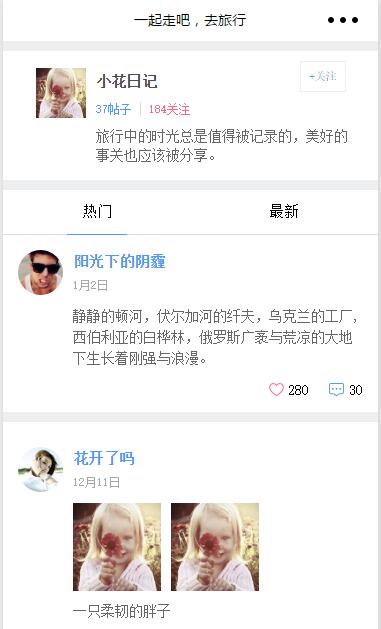 一起走吧，去旅行
小花日记
+关注
37帖子 | 184关注
旅行中的时光总是值得被记录的，美好的
事关也应该被分享。
热门 最新
阳光下的阴霾
1月2日
静静的顿河，伏尔加河的纤夫，乌克兰的工厂，
西伯利亚的白桦林，俄罗斯广袤与荒凉的大地
下生长着刚强与浪漫。
280 30
花开了吗
12月11日
一只柔韧的胖子